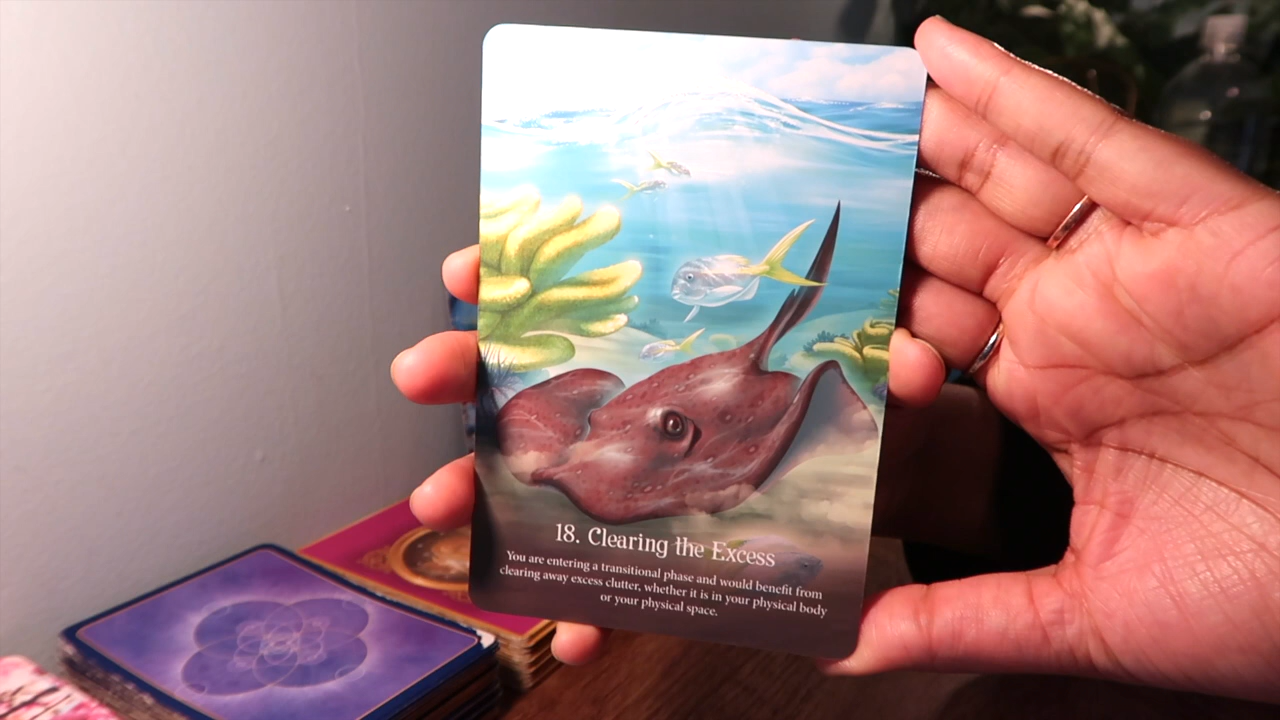 18. Clearing the Excess
You are entering a transitional phase and would benefit from
clearing away excess clutter, whether it is in your physical body
or your physical space.